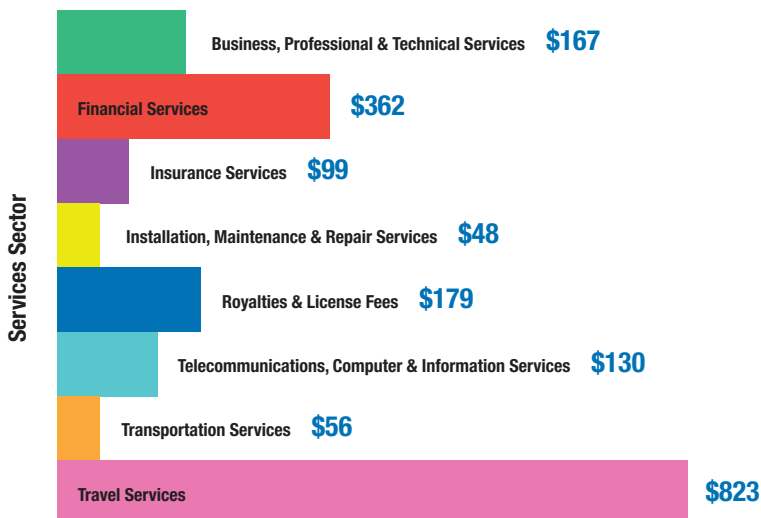 Services Sector
Business, Professional & Technical Services $167
Financial Services $362
Insurance Services $99
Installation, Maintenance & Repair Services $48
Royalties & License Fees $179
Telecommunications, Computer & Information Services $130
Transportation Services $56
Travel Services $823